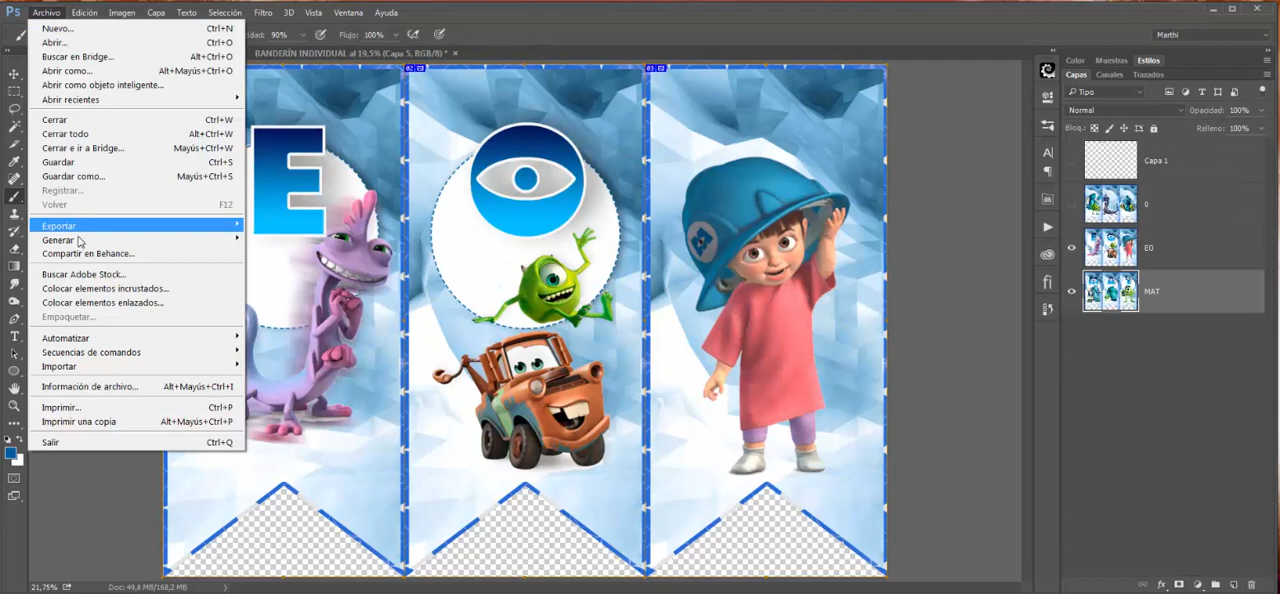 Ps Archivo Edición Imagen Capa Texto Selección Filtro 3D Vista Ventana Ayuda
idad: 90% Flujo: 100% Marthi
BANDERÍN INDIVIDUAL al 19,5% (Capa 5, RGB/8) * ×
Nuevo... Ctrl+N
Abrir... Ctrl+O
Buscar en Bridge... Alt+Ctrl+O
Abrir como... Alt+Mayús+Ctrl+O
Abrir como objeto inteligente...
Abrir recientes
Cerrar Ctrl+W
Cerrar todo Alt+Ctrl+W
Cerrar e ir a Bridge... Mayús+Ctrl+W
Guardar Ctrl+S
Guardar como... Mayús+Ctrl+S
Registrar...
Volver F12
Exportar
Generar
Compartir en Behance...
Buscar Adobe Stock...
Colocar elementos incrustados...
Colocar elementos enlazados...
Empaquetar...
Automatizar
Secuencias de comandos
Importar
Información de archivo... Alt+Mayús+Ctrl+I
Imprimir... Ctrl+P
Imprimir una copia Alt+Mayús+Ctrl+P
Salir Ctrl+Q
02
03
E
Color Muestras Estilos
Capas Canales Trazados
Tipo
Normal Opacidad: 100%
Bloq.: Relleno: 100%
Capa 1
0
E0
MAT
21,75% Doc: 49,8 MB/168,2 MB